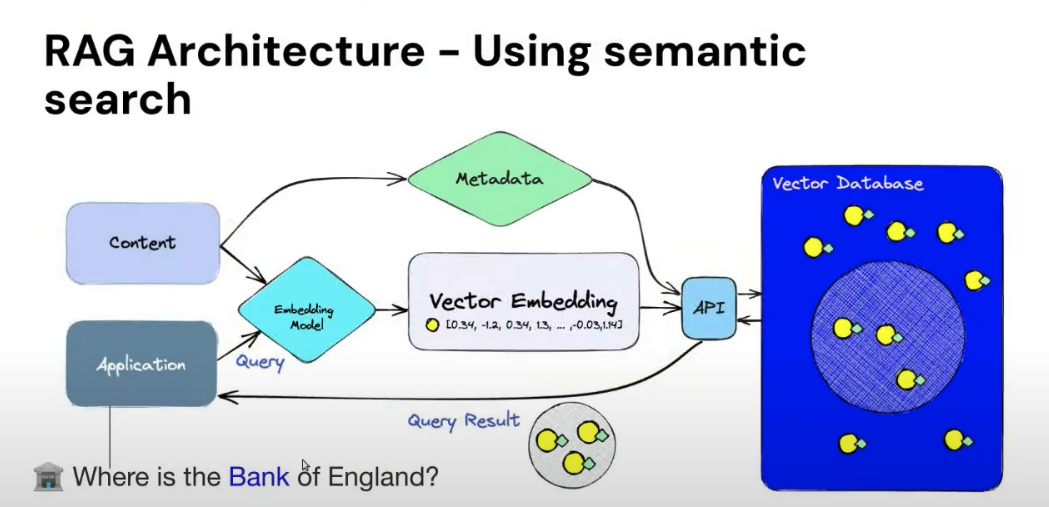 RAG Architecture - Using semantic
search
Metadata
Vector Database
Content
Embedding
Model
Vector Embedding
[0.34, -1.2, 0.34, 1.3, ... ,-0.03,1.14]
API
Application
Query
Query Result
Where is the Bank of England?